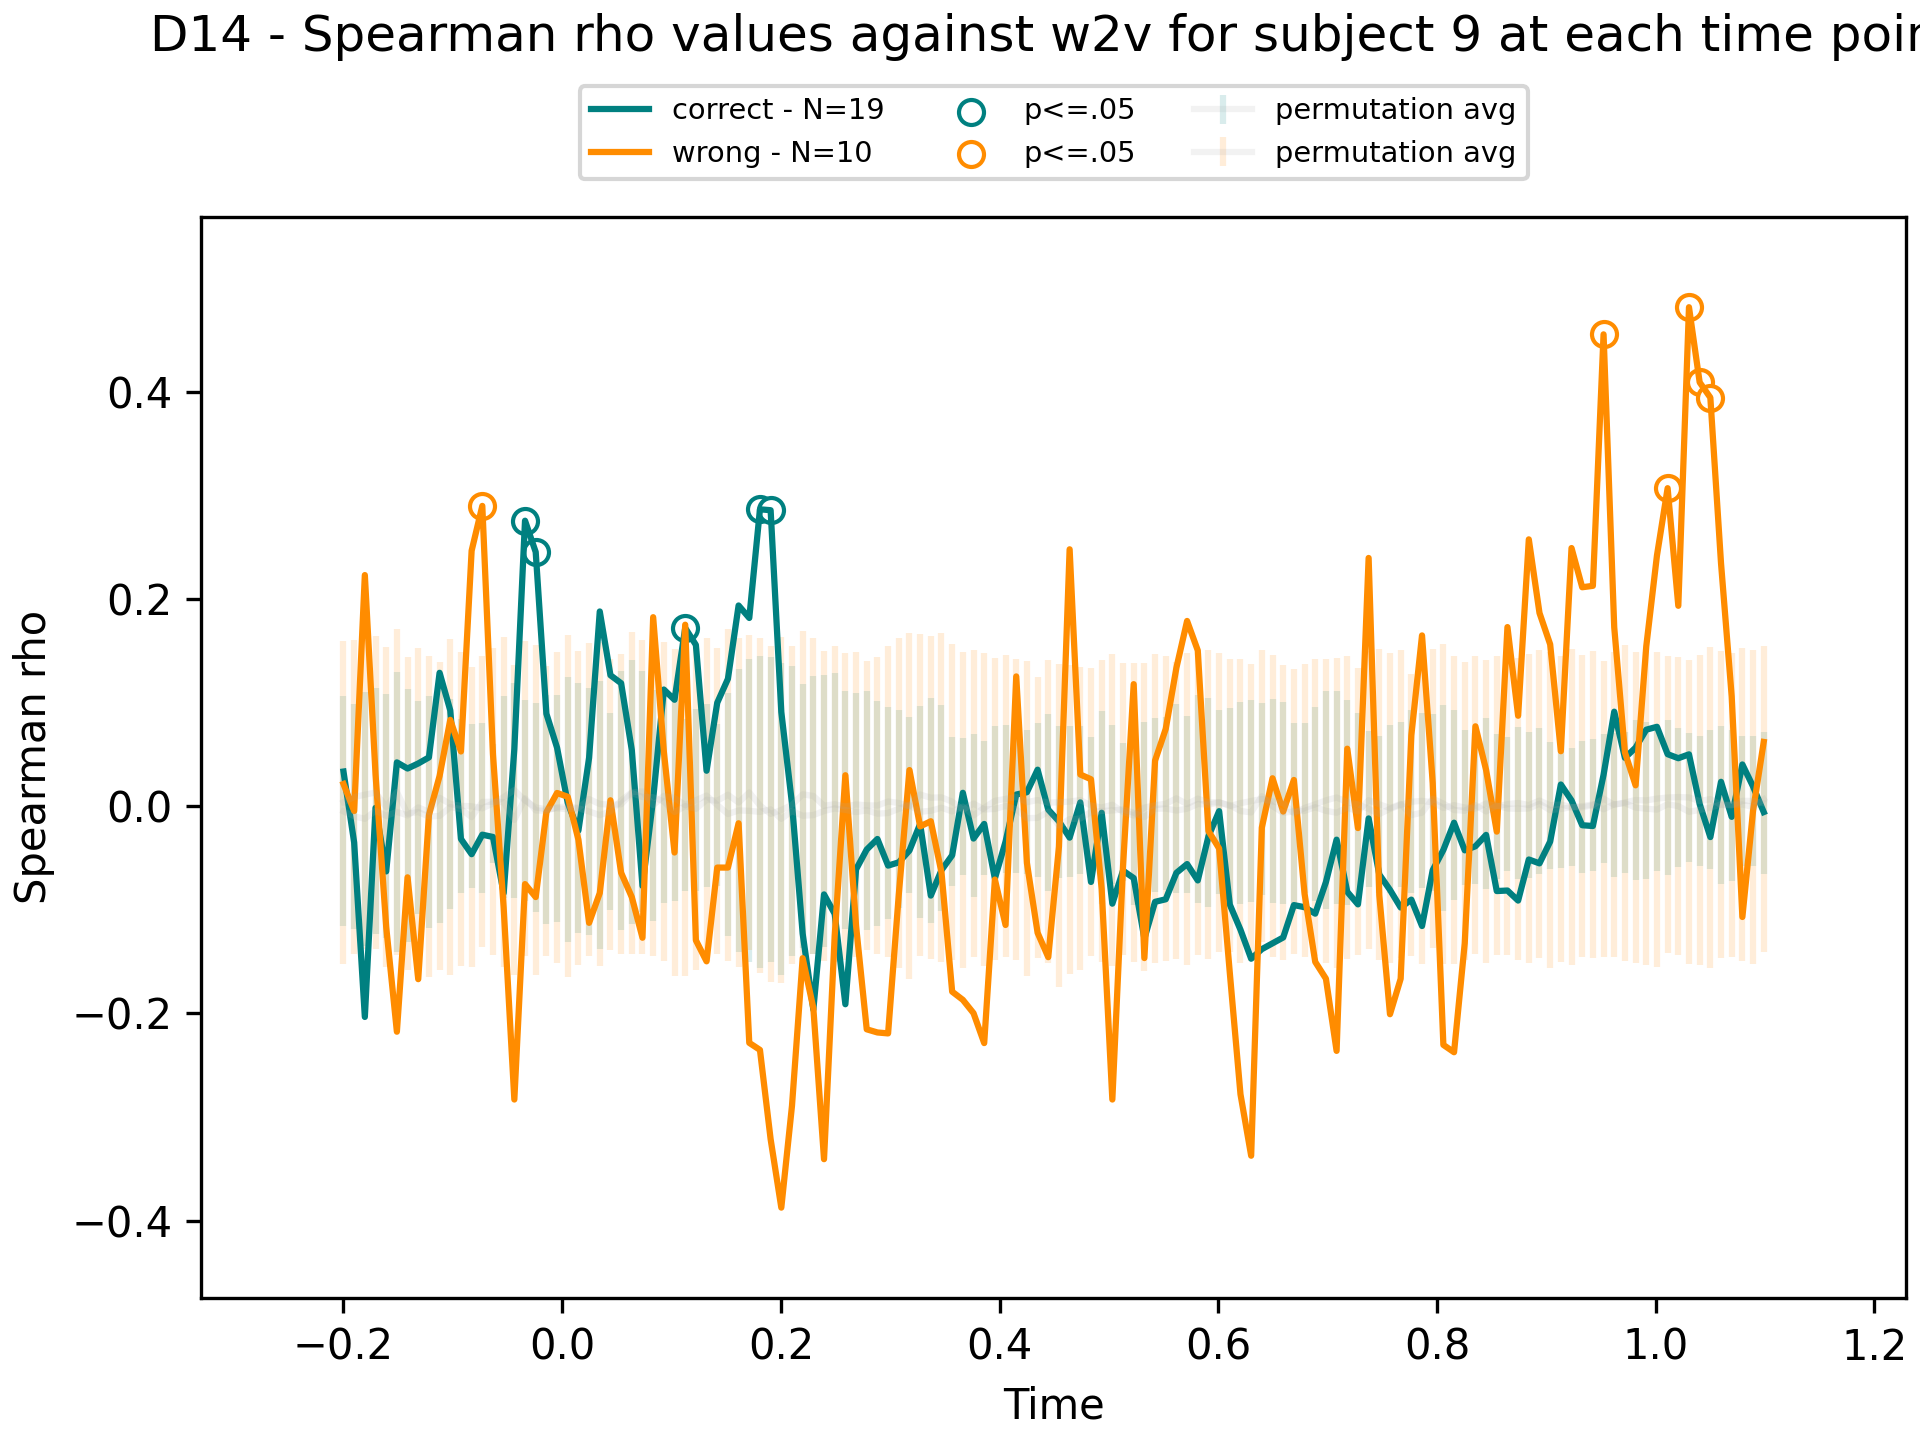 D14 - Spearman rho values against w2v for subject 9 at each time
correct - N=19 p<=.05 permutation avg
wrong - N=10 p<=.05 permutation avg
Spearman rho
0.4
0.2
0.0
−0.2
−0.4
−0.2 0.0 0.2 0.4 0.6 0.8 1.0 1.2
Time